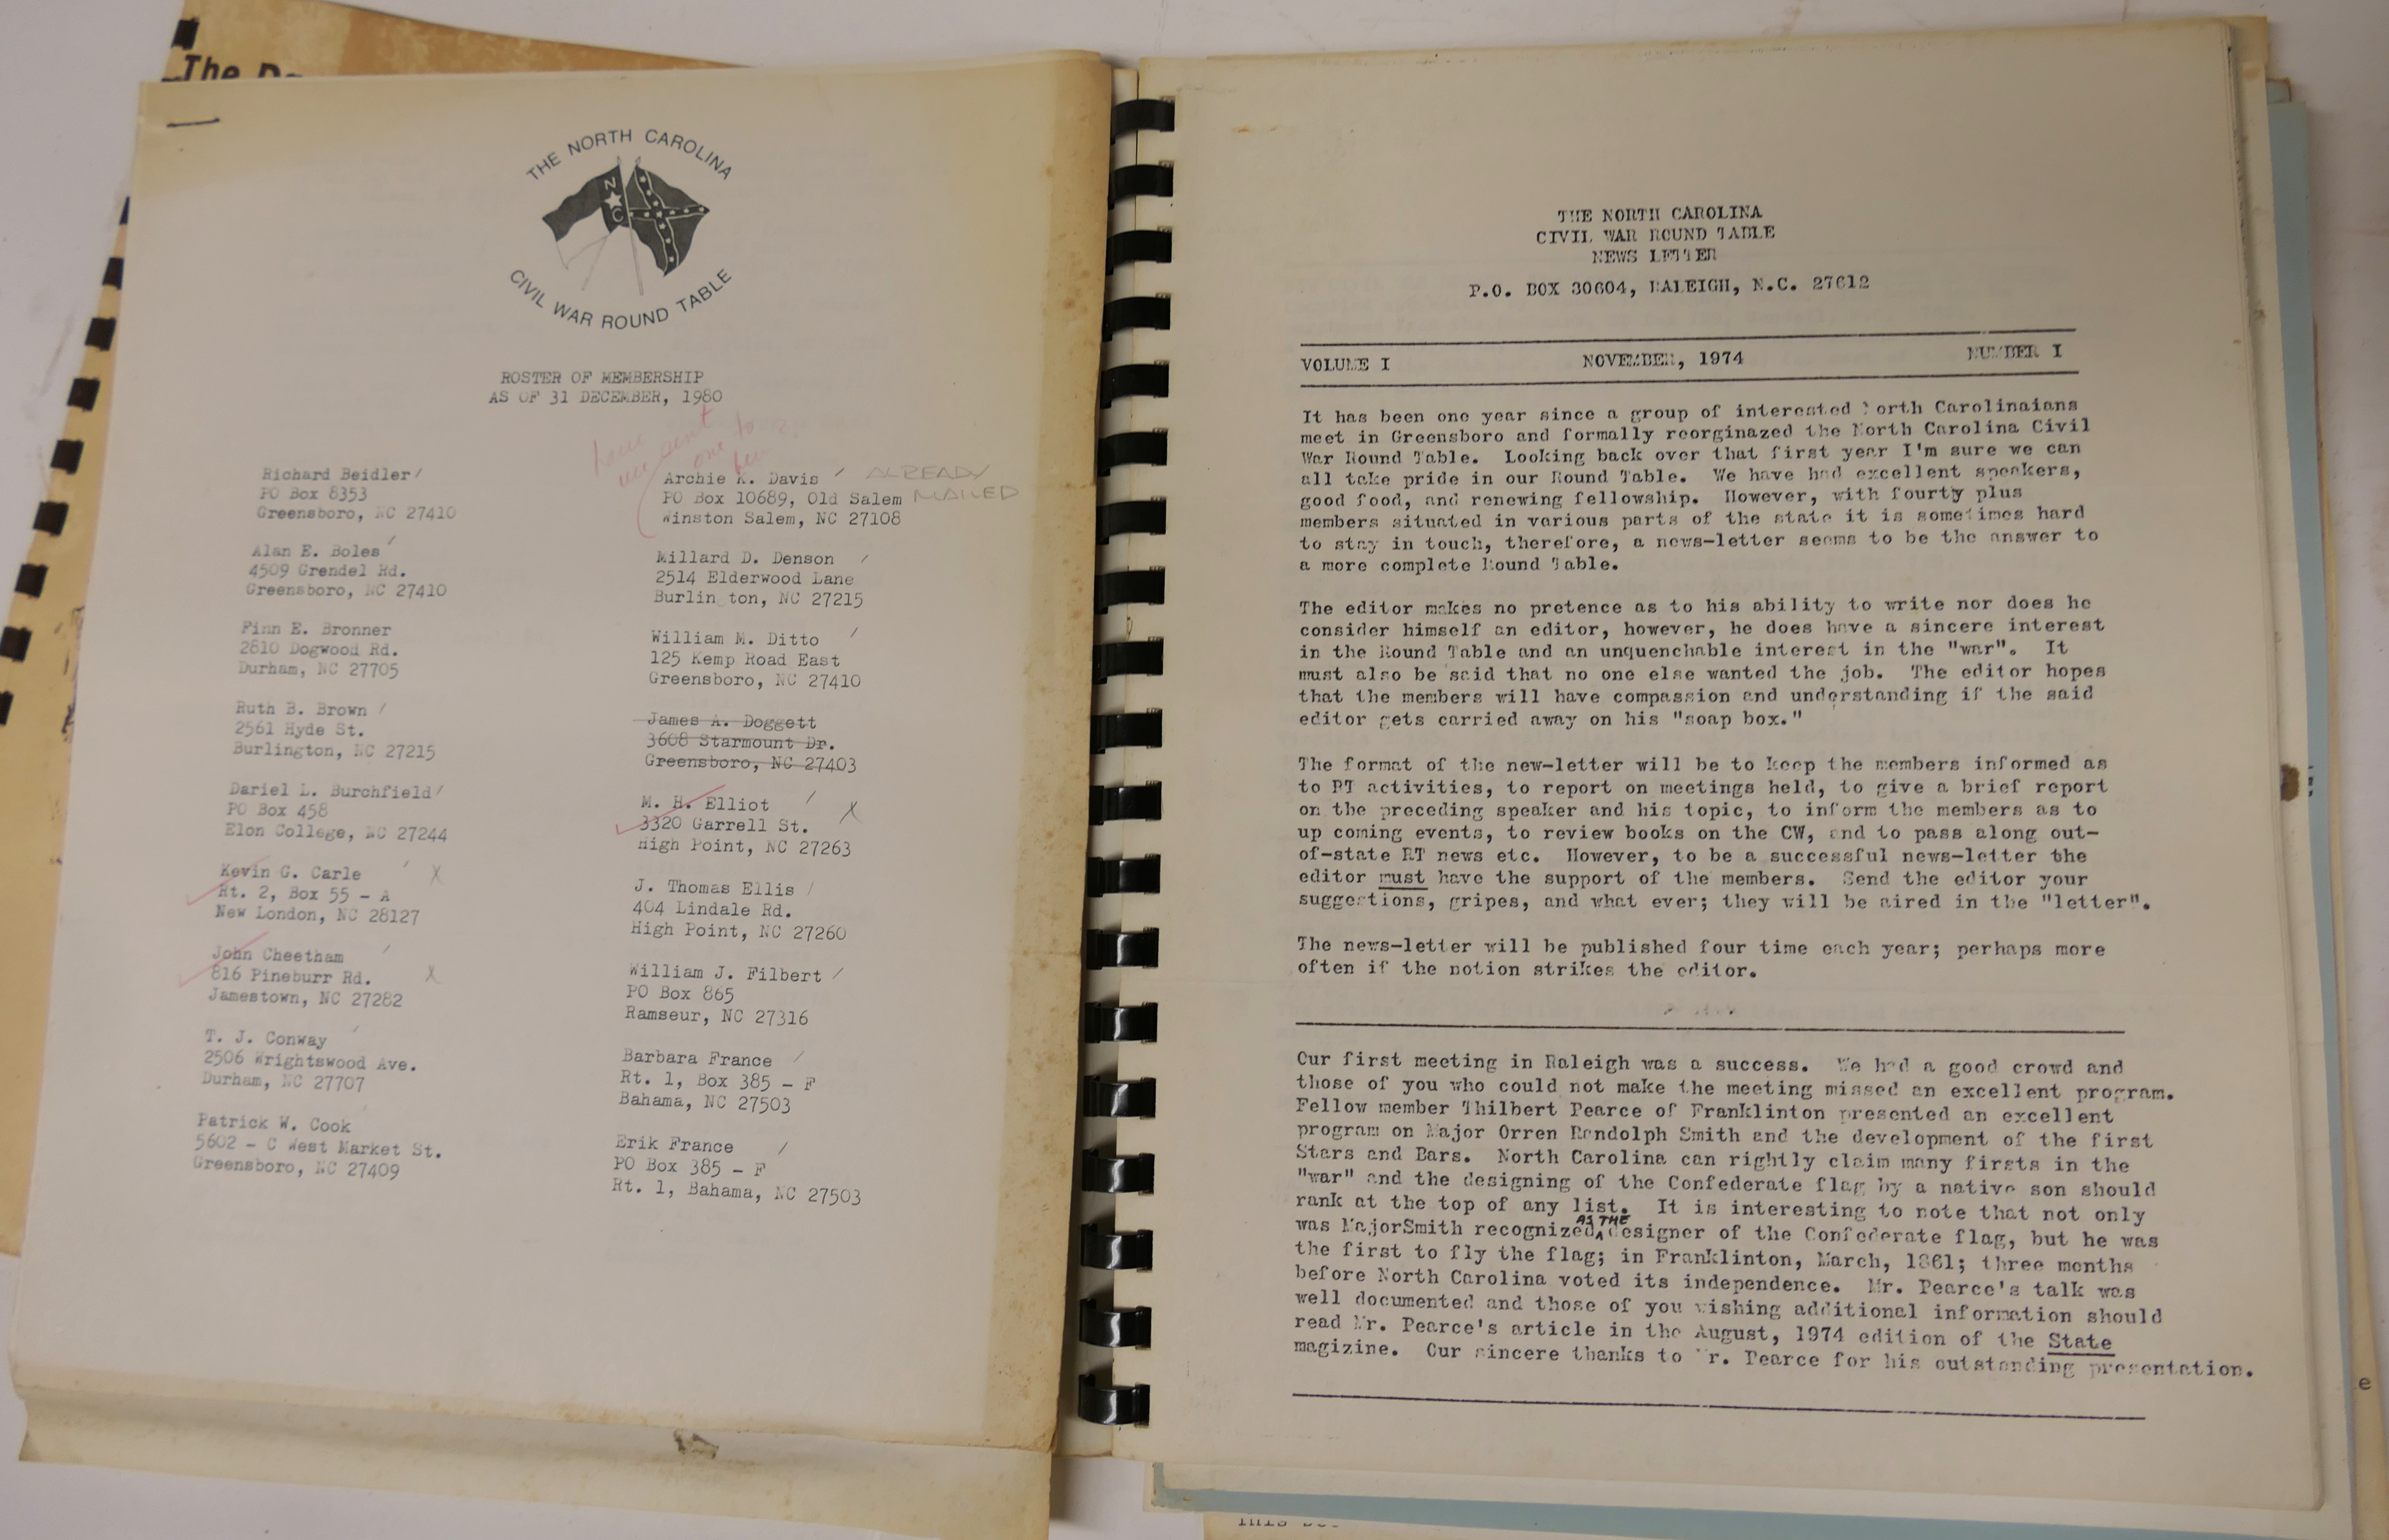 The
THE NORTH CAROLINA
N
C
CIVIL WAR ROUND TABLE
ROSTER OF MEMBERSHIP
AS OF 31 DECEMBER, 1980
have
sent
one
Richard Beidler
PO Box 8353
Greensboro, NC 27410
Alan E. Boles
4509 Grendel Rd.
Greensboro, NC 27410
Finn E. Bronner
2810 Dogwood Rd.
Durham, NC 27705
Ruth B. Brown
2561 Hyde St.
Burlington, NC 27215
Dariel L. Burchfield
PO Box 458
Elon College, NC 27244
Kevin G. Carle X
Rt. 2, Box 55 - A
New London, NC 28127
John Cheetham
816 Pineburr Rd. X
Jamestown, NC 27282
T. J. Conway
2506 Wrightswood Ave.
Durham, NC 27707
Patrick W. Cook
5602 - C West Market St.
Greensboro, NC 27409
Archie K. Davis ALREADY
PO Box 10689, Old Salem MAILED
Winston Salem, NC 27108
Millard D. Denson
2514 Elderwood Lane
Burlin ton, NC 27215
William M. Ditto
125 Kemp Road East
Greensboro, NC 27410
James A. Doggett
3608 Starmount Dr.
Greensboro, NC 27403
M. H. Elliot X
3320 Garrell St.
High Point, NC 27263
J. Thomas Ellis
404 Lindale Rd.
High Point, NC 27260
William J. Filbert
PO Box 865
Ramseur, NC 27316
Barbara France
Rt. 1, Box 385 - F
Bahama, NC 27503
Erik France
PO Box 385 - F
Rt. 1, Bahama, NC 27503
THE NORTH CAROLINA
CIVIL WAR ROUND TABLE
NEWS LETTER
P.O. BOX 30604, RALEIGH, N.C. 27612
VOLUME I NOVEMBER, 1974 NUMBER I
It has been one year since a group of interested North Carolinaians
meet in Greensboro and formally reorginazed the North Carolina Civil
War Round Table. Looking back over that first year I'm sure we can
all take pride in our Round Table. We have had excellent speakers,
good food, and renewing fellowship. However, with fourty plus
members situated in various parts of the state it is sometimes hard
to stay in touch, therefore, a news-letter seems to be the answer to
a more complete Round Table.
The editor makes no pretence as to his ability to write nor does he
consider himself an editor, however, he does have a sincere interest
in the Round Table and an unquenchable interest in the "war". It
must also be said that no one else wanted the job. The editor hopes
that the members will have compassion and understanding if the said
editor gets carried away on his "soap box."
The format of the new-letter will be to keep the members informed as
to RT activities, to report on meetings held, to give a brief report
on the preceding speaker and his topic, to inform the members as to
up coming events, to review books on the CW, and to pass along out-
of-state RT news etc. However, to be a successful news-letter the
editor must have the support of the members. Send the editor your
suggestions, gripes, and what ever; they will be aired in the "letter".
The news-letter will be published four time each year; perhaps more
often if the notion strikes the editor.
Our first meeting in Raleigh was a success. We had a good crowd and
those of you who could not make the meeting missed an excellent program.
Fellow member Thilbert Pearce of Franklinton presented an excellent
program on Major Orren Randolph Smith and the development of the first
Stars and Bars. North Carolina can rightly claim many firsts in the
"war" and the designing of the Confederate flag by a native son should
rank at the top of any list. It is interesting to note that not only
was MajorSmith recognized AS THE designer of the Confederate flag, but he was
the first to fly the flag; in Franklinton, March, 1861; three months
before North Carolina voted its independence. Mr. Pearce's talk was
well documented and those of you wishing additional information should
read Mr. Pearce's article in the August, 1974 edition of the State
magizine. Our sincere thanks to Mr. Pearce for his outstanding presentation.
e